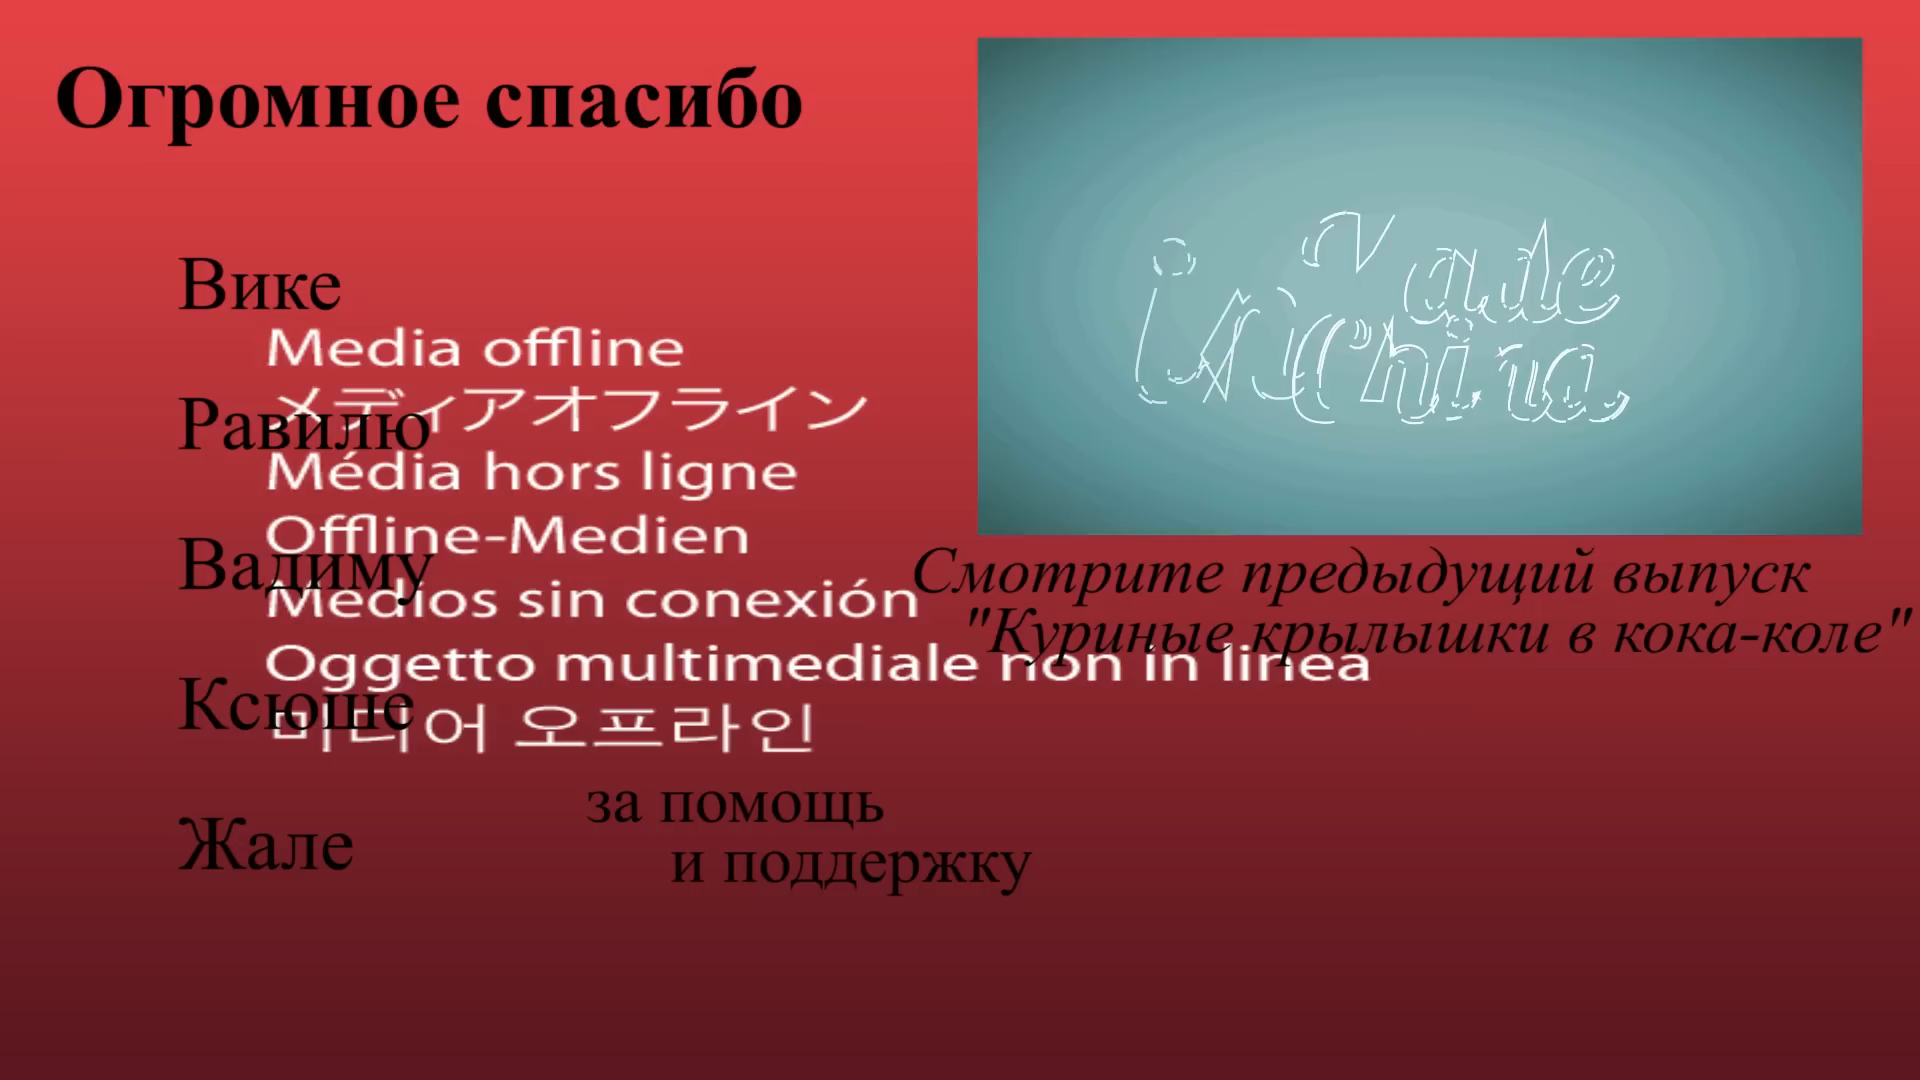 Огромное спасибо
Вике
Media offline
メディアオフライン
Равилю
Média hors ligne
Offline-Medien
Вадиму
Medios sin conexión
Oggetto multimediale non in linea
Ксюше
미디어 오프라인
Жале
за помощь
и поддержку
Made
in China
Смотрите предыдущий выпуск
"Куриные крылышки в кока-коле"